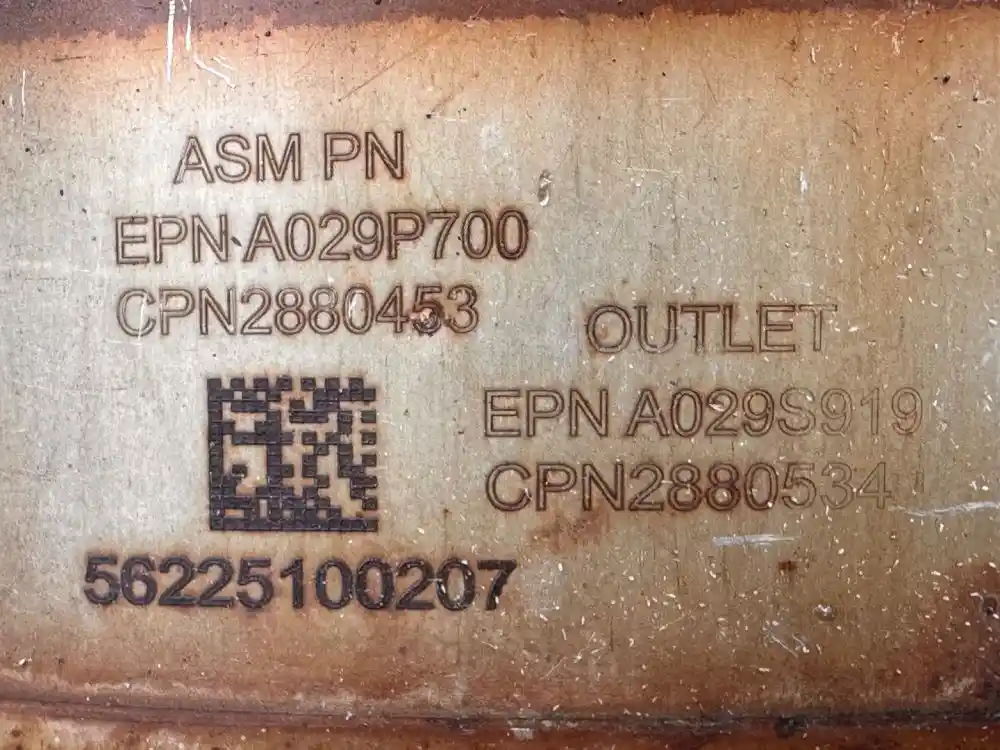 ASM PN
EPN A029P700
CPN2880453
56225100207
OUTLET
EPN A029S919
CPN2880534